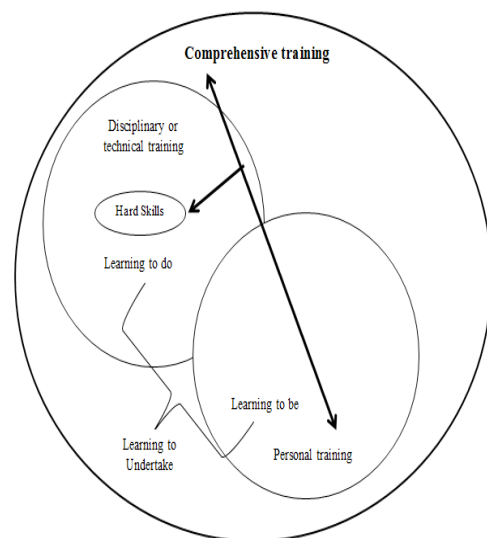 Comprehensive training
Disciplinary or
technical training
Hard Skills
Learning to do
Learning to be
Learning to
Undertake
Personal training